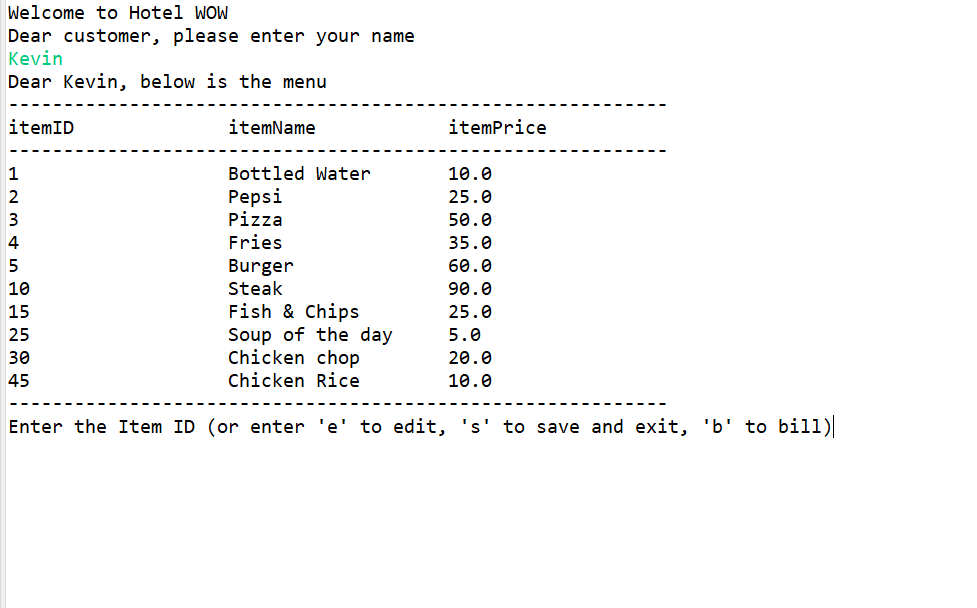 Welcome to Hotel WOW
Dear customer, please enter your name
Kevin
Dear Kevin, below is the menu
------------------------------------------------------------
itemID itemName itemPrice
------------------------------------------------------------
1 Bottled Water 10.0
2 Pepsi 25.0
3 Pizza 50.0
4 Fries 35.0
5 Burger 60.0
10 Steak 90.0
15 Fish & Chips 25.0
25 Soup of the day 5.0
30 Chicken chop 20.0
45 Chicken Rice 10.0
------------------------------------------------------------
Enter the Item ID (or enter 'e' to edit, 's' to save and exit, 'b' to bill)